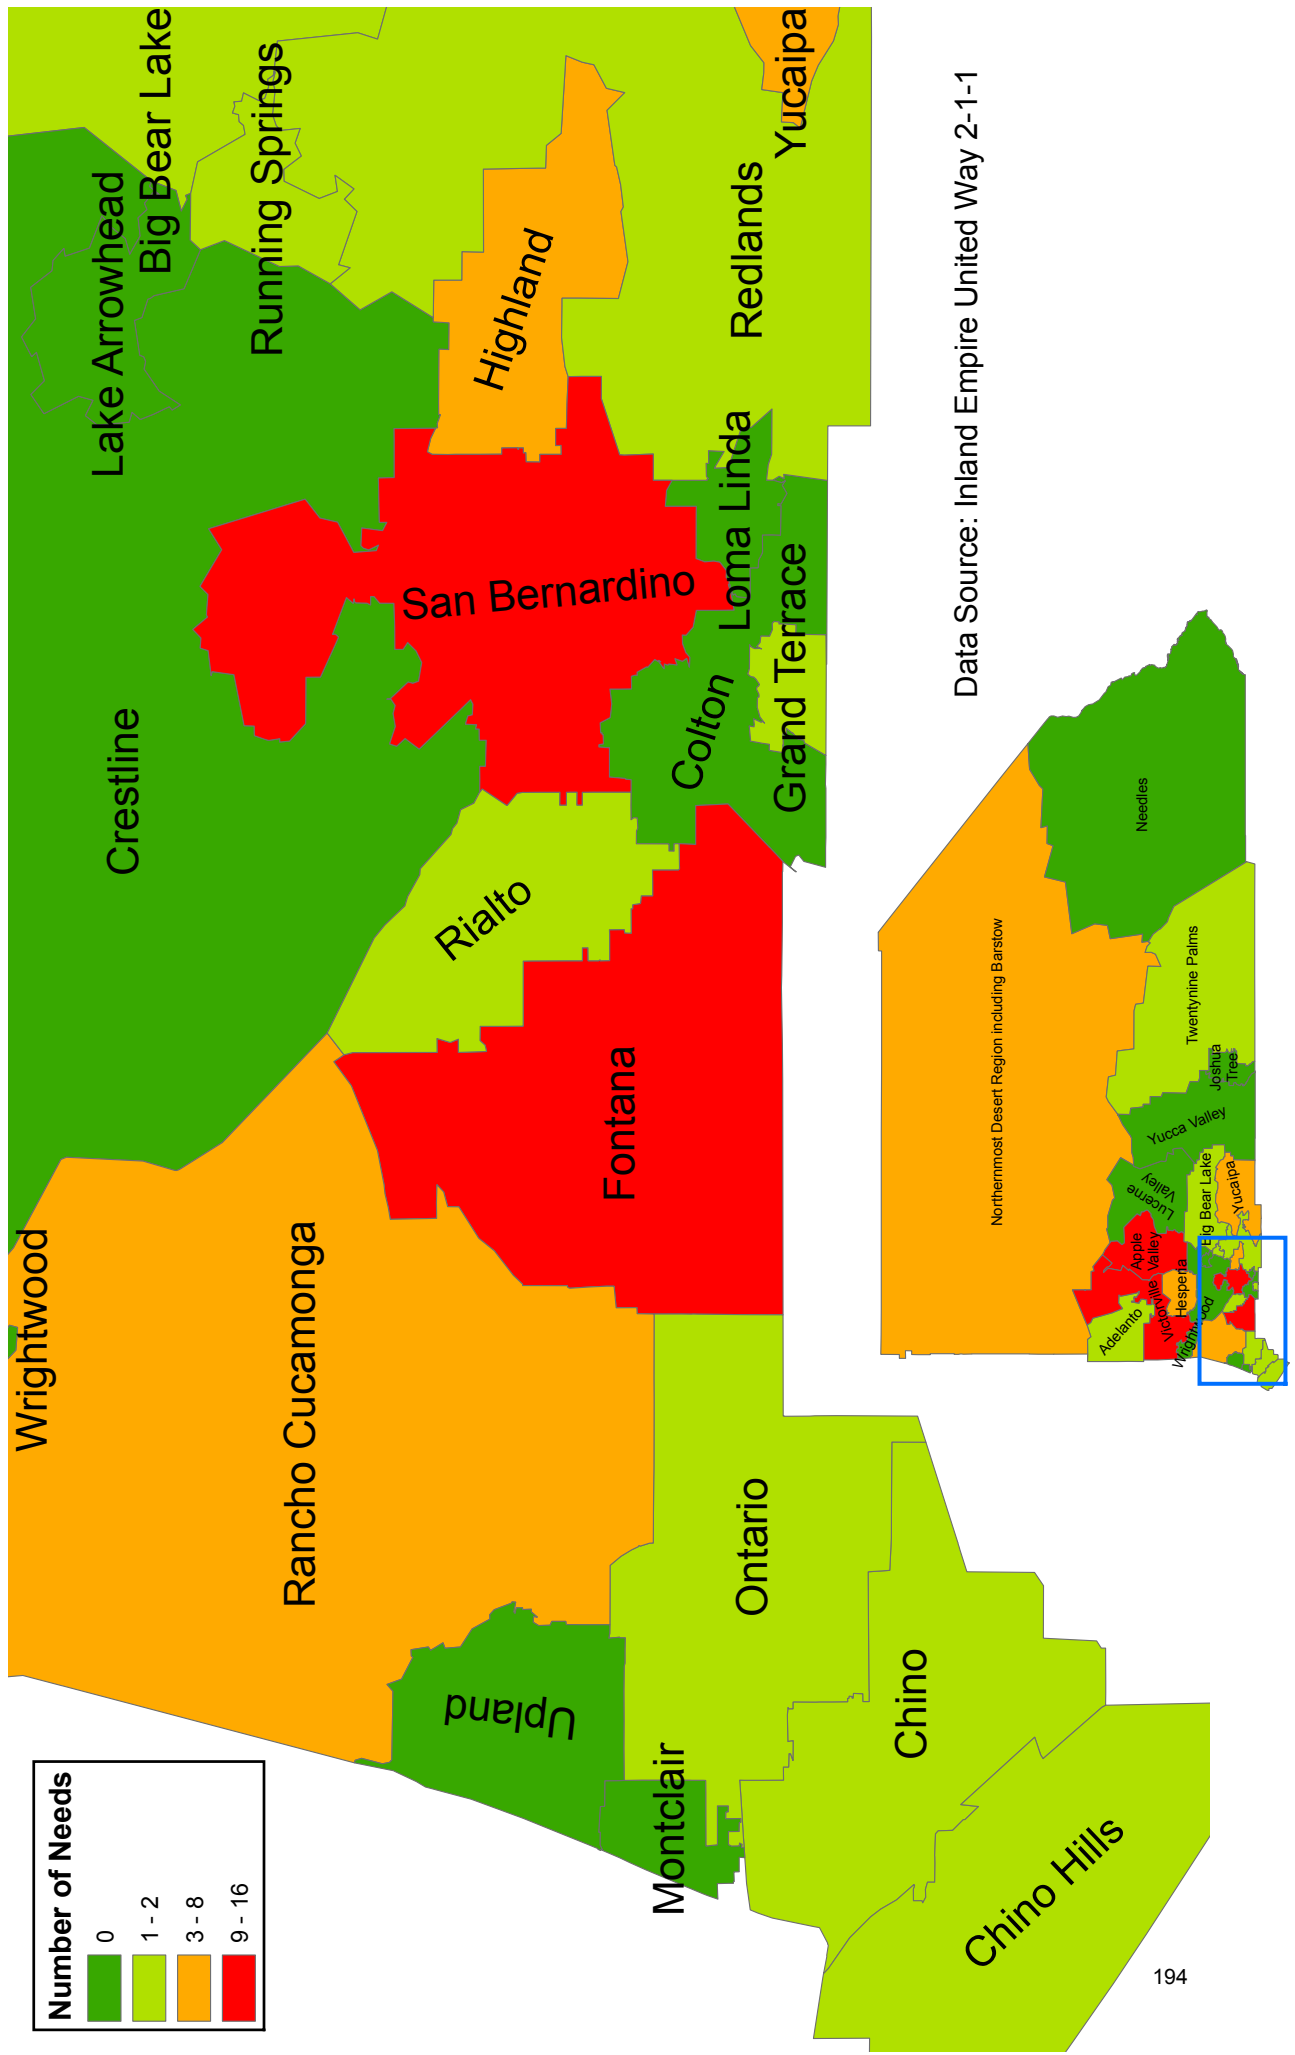 Number of Needs
0
1 - 2
3 - 8
9 - 16
Wrightwood
Crestline
Lake Arrowhead
Big Bear Lake
Running Springs
Rancho Cucamonga
Upland
Montclair
Fontana
Rialto
San Bernardino
Highland
Ontario
Chino
Chino Hills
Colton
Grand Terrace
Loma Linda
Redlands
Yucaipa
Data Source: Inland Empire United Way 2-1-1
Northernmost Desert Region including Barstow
Needles
Twentynine Palms
Joshua
Tree
Yucca Valley
Lucerne
Valley
Big Bear Lake
Yucaipa
Apple
Valley
Hesperia
Victorville
Adelanto
Wrightwood
194